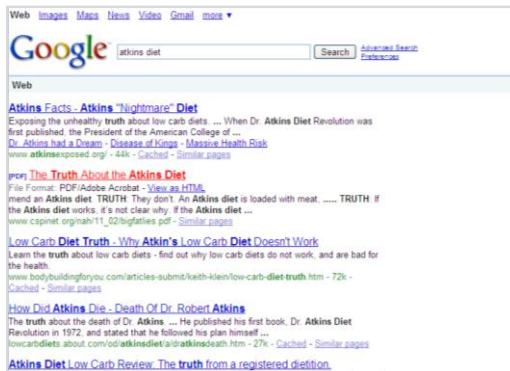 Web Images Maps News Video Gmail more ▼
Google
atkins diet
Search
Advanced Search
Preferences
Web
Atkins Facts - Atkins "Nightmare" Diet
Exposing the unhealthy truth about low carb diets. ... When Dr. Atkins Diet Revolution was
first published, the President of the American College of ...
Dr. Atkins had a Dream - Disease of Kings - Massive Health Risk
www.atkinsexposed.org/ - 44k - Cached - Similar pages
[PDF] The Truth About the Atkins Diet
File Format: PDF/Adobe Acrobat - View as HTML
mend an Atkins diet. TRUTH: They don't. An Atkins diet is loaded with meat, ..... TRUTH: If
the Atkins diet works, it's not clear why. If the Atkins diet ...
www.cspinet.org/nah/11_02/bigfatlies.pdf - Similar pages
Low Carb Diet Truth - Why Atkin's Low Carb Diet Doesn't Work
Learn the truth about low carb diets - find out why low carb diets do not work, and are bad for
the health.
www.bodybuildingforyou.com/articles-submit/keith-klein/low-carb-diet-truth.htm - 72k -
Cached - Similar pages
How Did Atkins Die - Death Of Dr. Robert Atkins
The truth about the death of Dr. Atkins. ... He published his first book, Dr. Atkins Diet
Revolution in 1972, and stated that he followed his plan himself ...
lowcarbdiets.about.com/od/atkinsdiet/a/dratkinsdeath.htm - 27k - Cached - Similar pages
Atkins Diet Low Carb Review: The truth from a registered dietition.